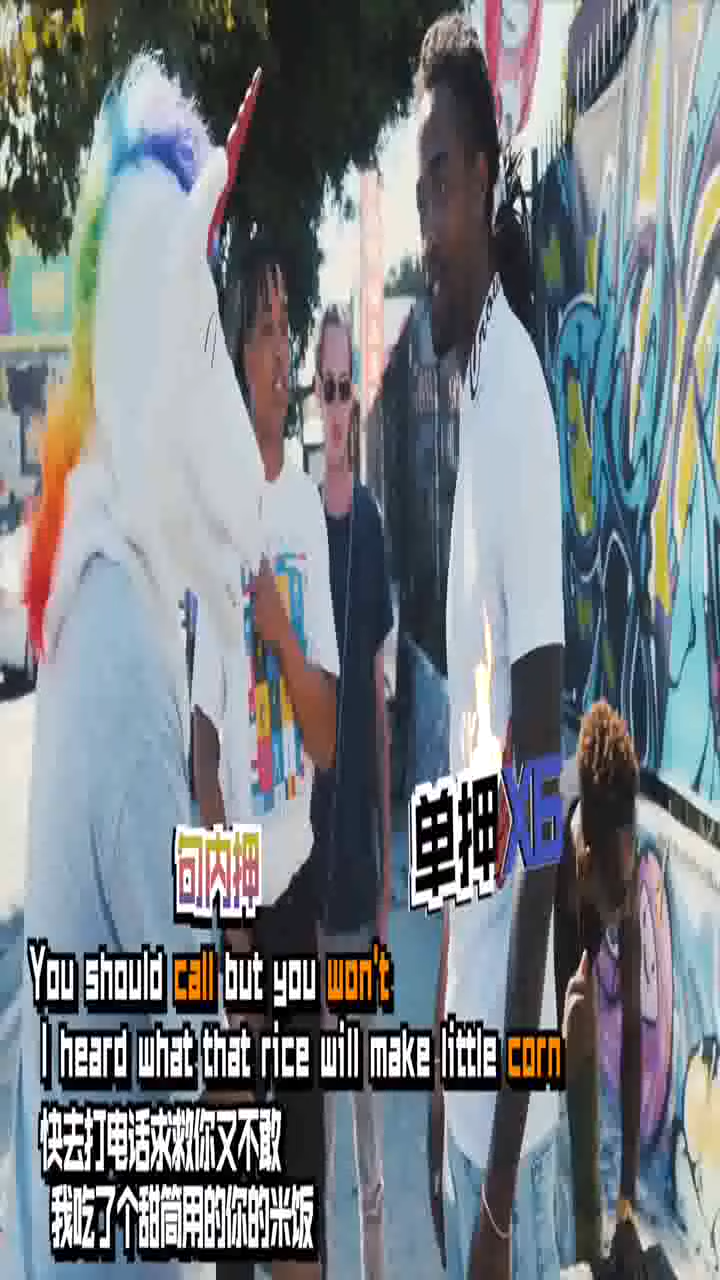 单押X6
句内押
You should call but you won't
I heard what that rice will make little corn
快去打电话求救你又不敢
我吃了个甜筒用的你的米饭